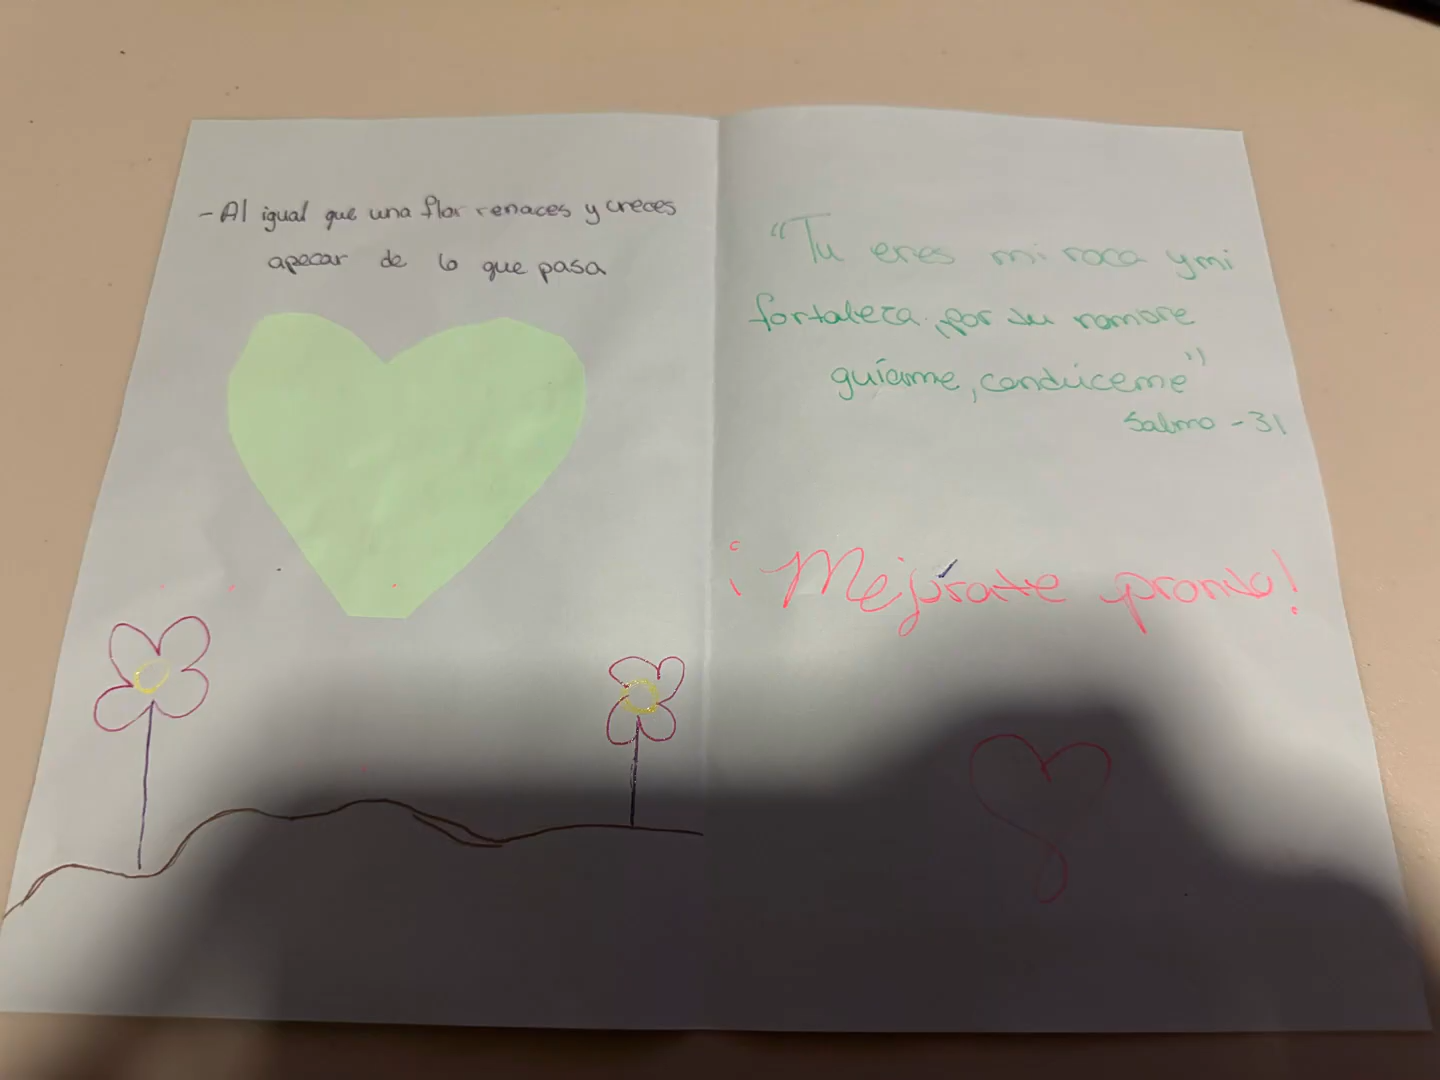 - Al igual que una flor renaces y creces
apecar de lo que pasa
"Tu eres mi roca y mi
fortaleza, por su nombre
guíame, condúceme"
Salmo - 31
¡Mejórate pronto!